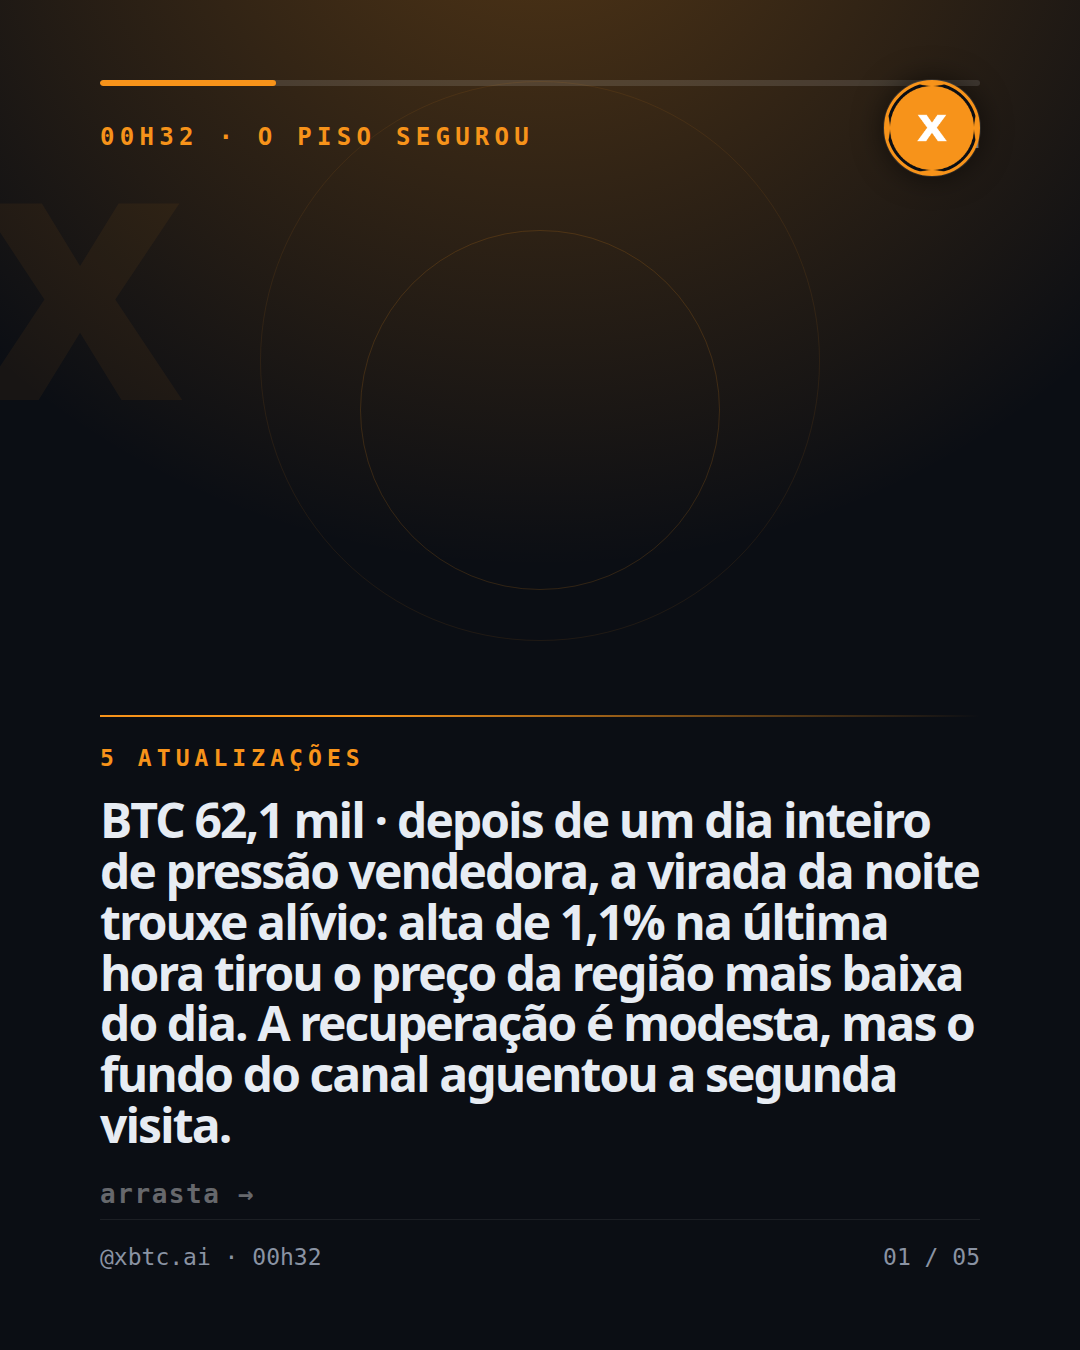 00H32 · O PISO SEGUROU
x
x
5 ATUALIZAÇÕES
BTC 62,1 mil · depois de um dia inteiro
de pressão vendedora, a virada da noite
trouxe alívio: alta de 1,1% na última
hora tirou o preço da região mais baixa
do dia. A recuperação é modesta, mas o
fundo do canal aguentou a segunda
visita.
arrasta →
@xbtc.ai · 00h32
01 / 05